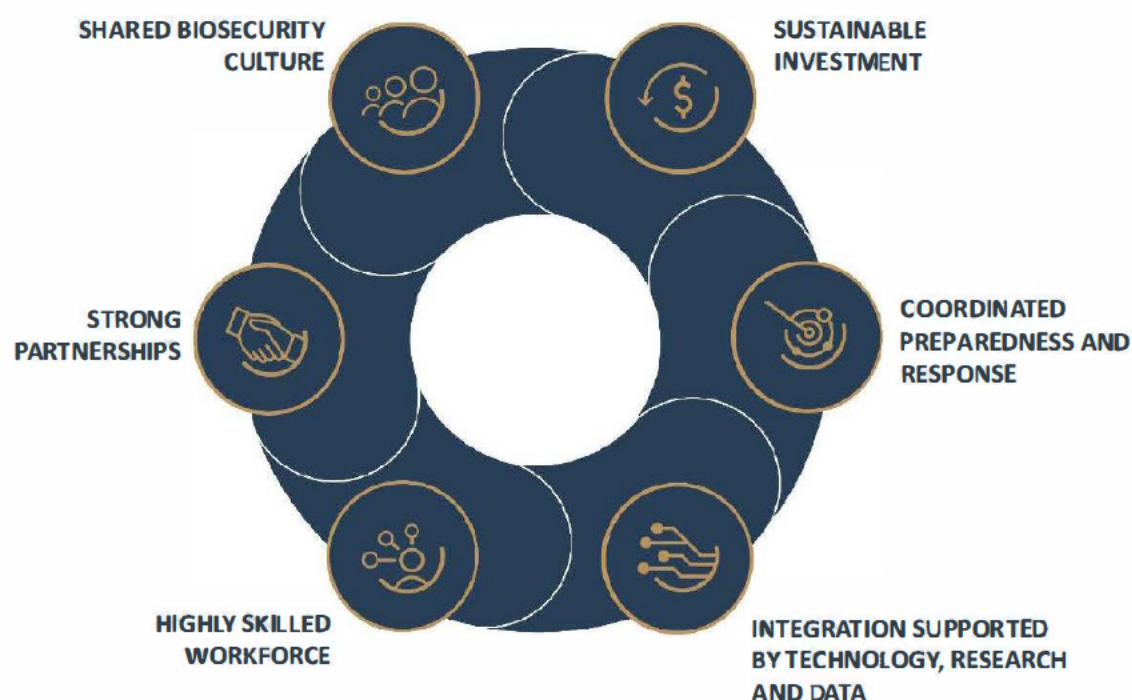 SHARED BIOSECURITY
CULTURE
SUSTAINABLE
INVESTMENT
STRONG
PARTNERSHIPS
COORDINATED
PREPAREDNESS AND
RESPONSE
HIGHLY SKILLED
WORKFORCE
INTEGRATION SUPPORTED
BY TECHNOLOGY, RESEARCH
AND DATA
$